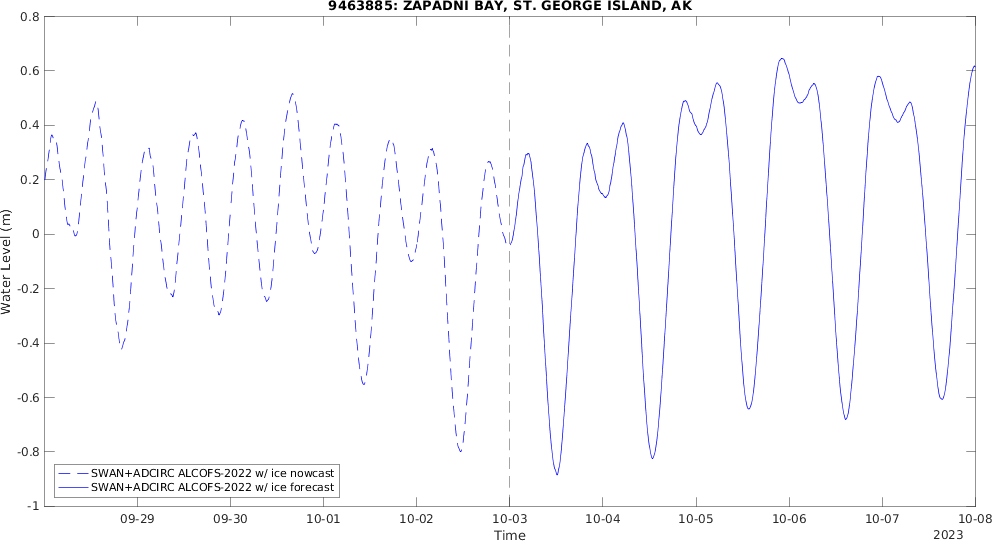 9463885: ZAPADNI BAY, ST. GEORGE ISLAND, AK
0.8
0.6
0.4
0.2
0
-0.2
-0.4
-0.6
-0.8
-1
Water Level (m)
SWAN+ADCIRC ALCOFS-2022 w/ ice nowcast
SWAN+ADCIRC ALCOFS-2022 w/ ice forecast
09-29 09-30 10-01 10-02 10-03 10-04 10-05 10-06 10-07 10-08
Time
2023